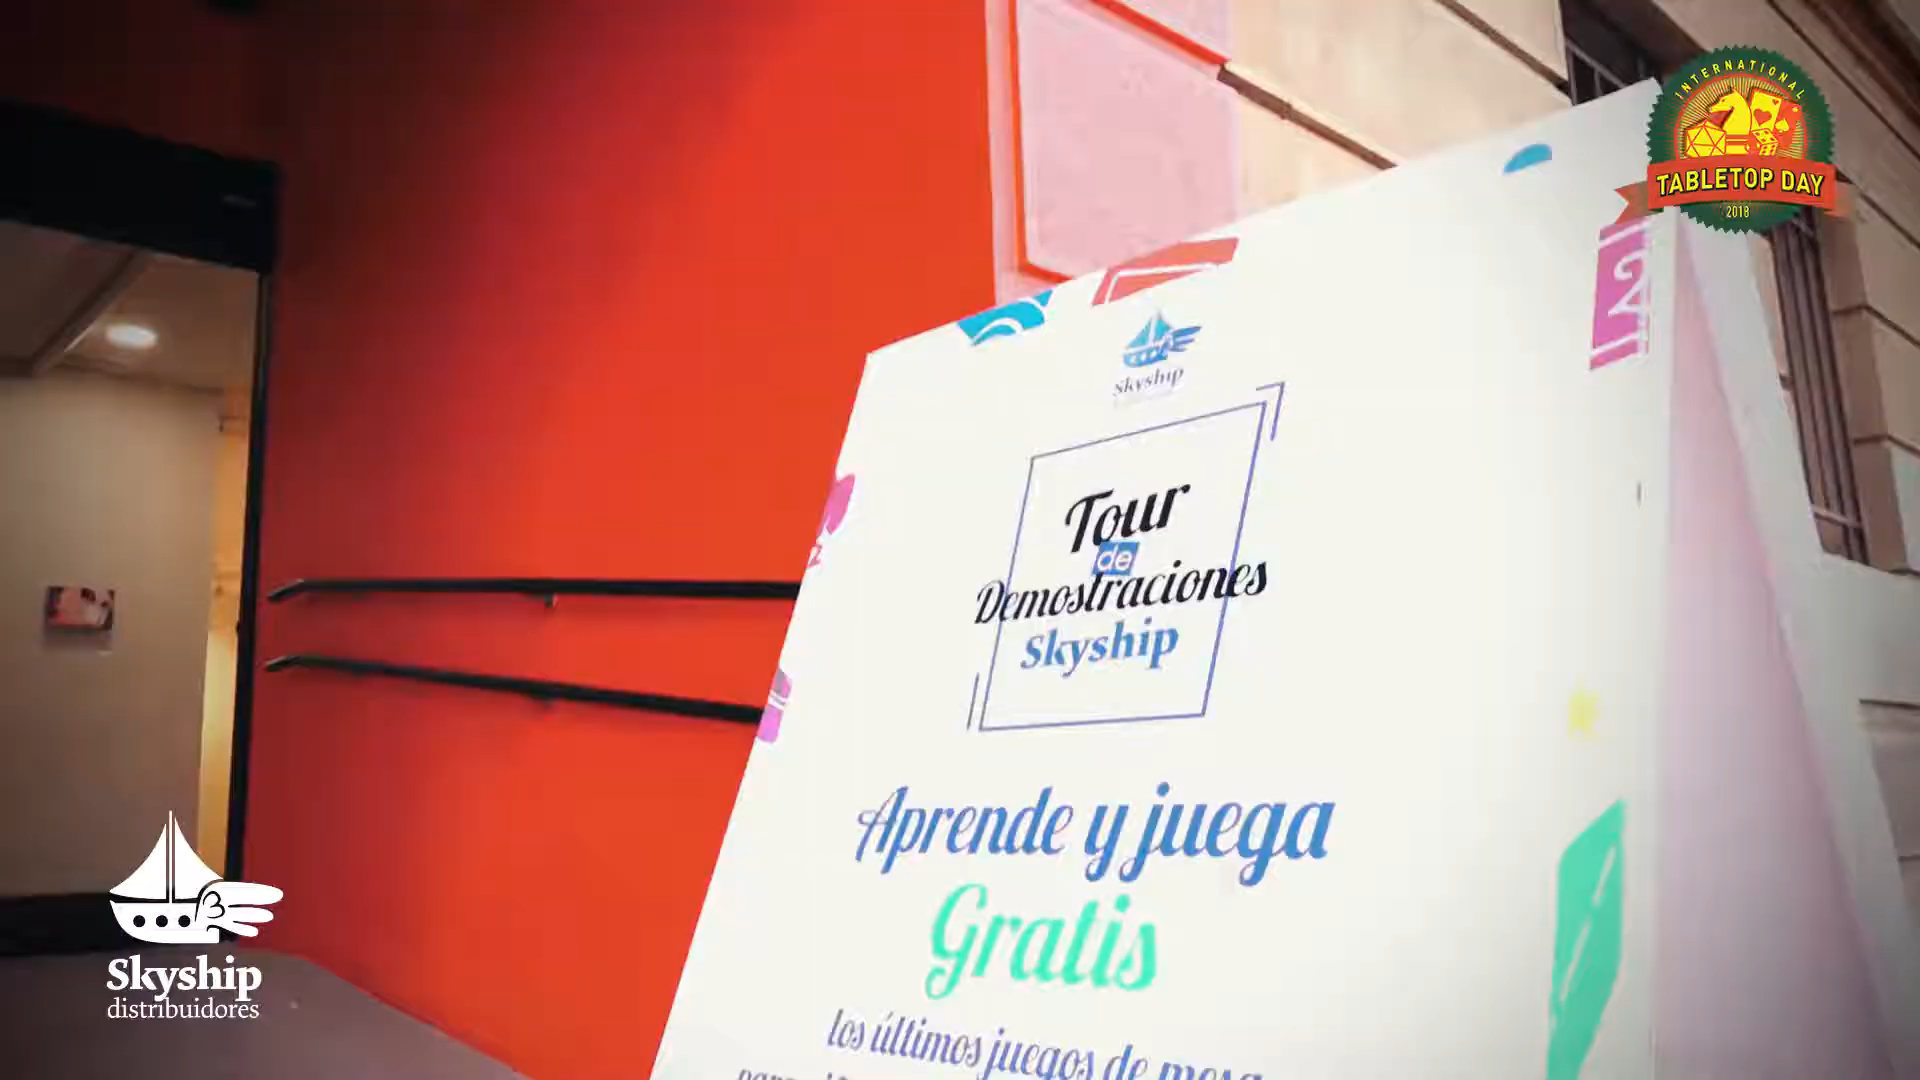 INTERNATIONAL
TABLETOP DAY
2018
2
Skyship
Tour
de
Demostraciones
Skyship
Aprende y juega
Gratis
los últimos juegos de mesa
Skyship
distribuidores